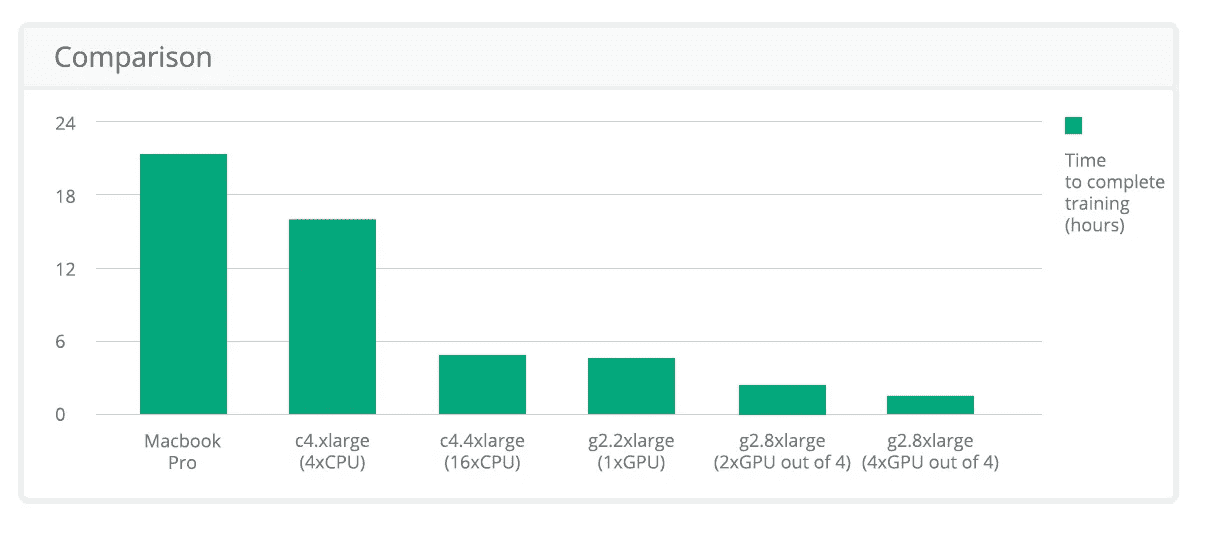 Comparison
24
18
12
6
0
Time
to complete
training
(hours)
Macbook
Pro
c4.xlarge
(4xCPU)
c4.4xlarge
(16xCPU)
g2.2xlarge
(1xGPU)
g2.8xlarge
(2xGPU out of 4)
g2.8xlarge
(4xGPU out of 4)